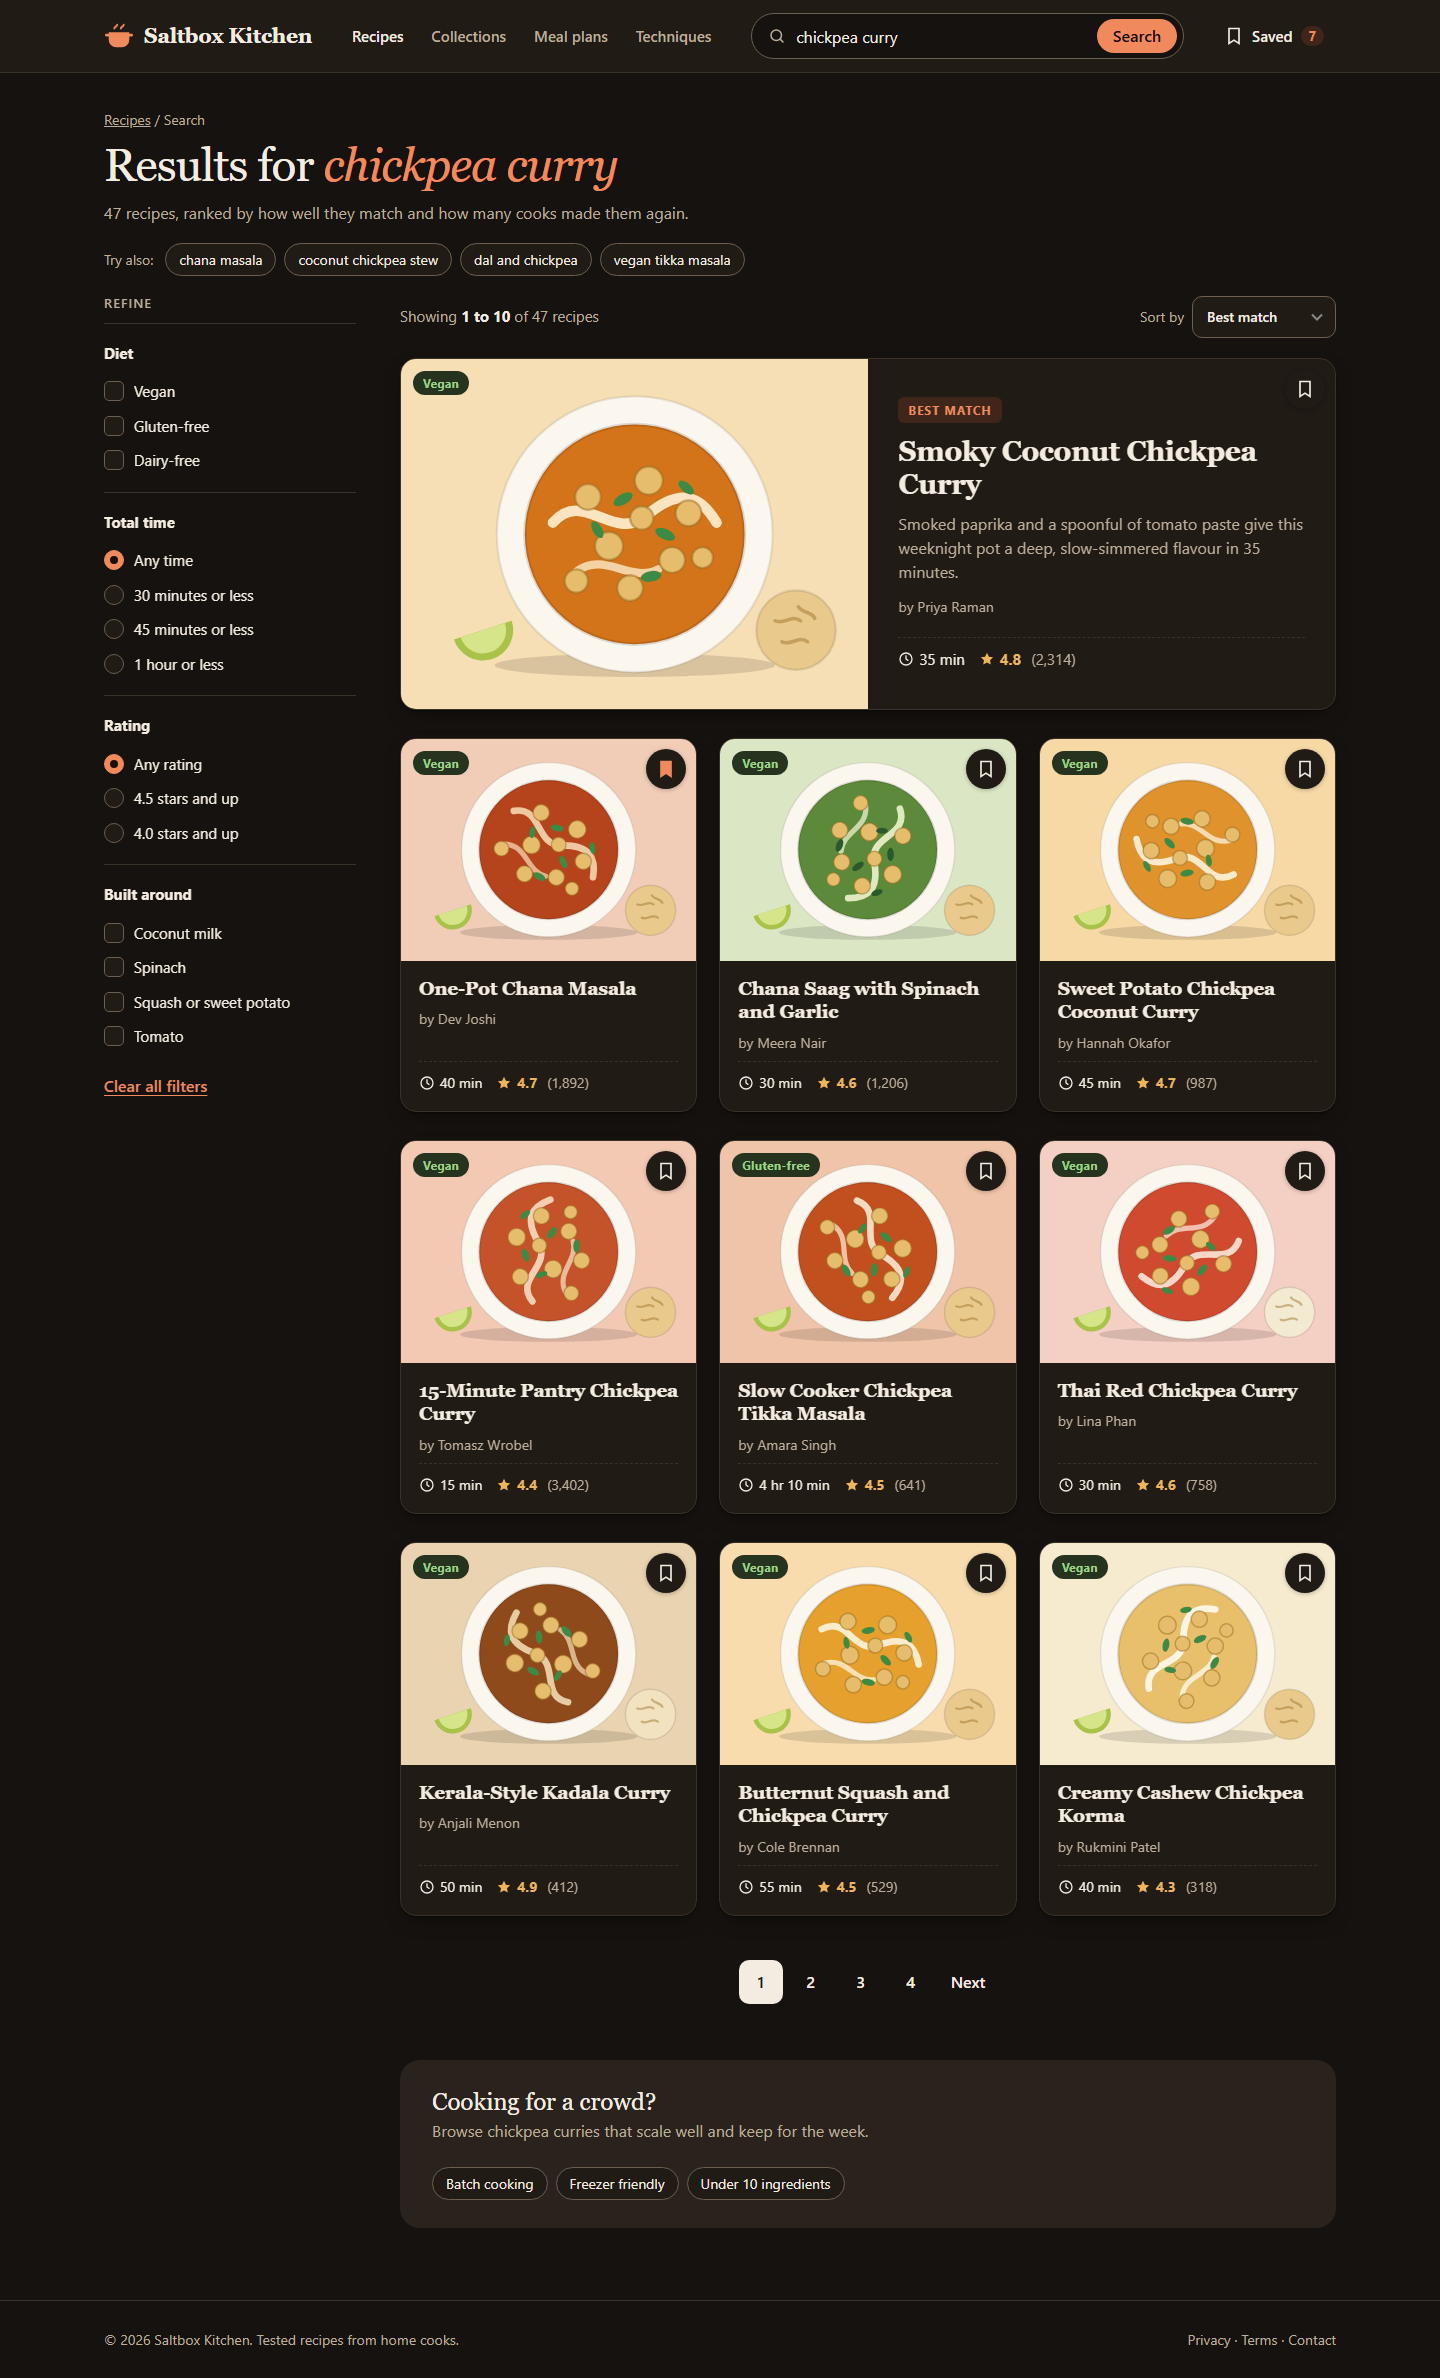 Saltbox Kitchen
Recipes
Collections
Meal plans
Techniques
chickpea curry
Search
Saved
7
Recipes / Search
Results for chickpea curry
47 recipes, ranked by how well they match and how many cooks made them again.
Try also:
chana masala
coconut chickpea stew
dal and chickpea
vegan tikka masala
REFINE
Diet
Vegan
Gluten-free
Dairy-free
Total time
Any time
30 minutes or less
45 minutes or less
1 hour or less
Rating
Any rating
4.5 stars and up
4.0 stars and up
Built around
Coconut milk
Spinach
Squash or sweet potato
Tomato
Clear all filters
Showing 1 to 10 of 47 recipes
Sort by
Best match
Vegan
BEST MATCH
Smoky Coconut Chickpea
Curry
Smoked paprika and a spoonful of tomato paste give this
weeknight pot a deep, slow-simmered flavour in 35
minutes.
by Priya Raman
35 min
4.8
(2,314)
Vegan
One-Pot Chana Masala
by Dev Joshi
40 min
4.7
(1,892)
Vegan
Chana Saag with Spinach
and Garlic
by Meera Nair
30 min
4.6
(1,206)
Vegan
Sweet Potato Chickpea
Coconut Curry
by Hannah Okafor
45 min
4.7
(987)
Vegan
15-Minute Pantry Chickpea
Curry
by Tomasz Wrobel
15 min
4.4
(3,402)
Gluten-free
Slow Cooker Chickpea
Tikka Masala
by Amara Singh
4 hr 10 min
4.5
(641)
Vegan
Thai Red Chickpea Curry
by Lina Phan
30 min
4.6
(758)
Vegan
Kerala-Style Kadala Curry
by Anjali Menon
50 min
4.9
(412)
Vegan
Butternut Squash and
Chickpea Curry
by Cole Brennan
55 min
4.5
(529)
Vegan
Creamy Cashew Chickpea
Korma
by Rukmini Patel
40 min
4.3
(318)
1
2
3
4
Next
Cooking for a crowd?
Browse chickpea curries that scale well and keep for the week.
Batch cooking
Freezer friendly
Under 10 ingredients
© 2026 Saltbox Kitchen. Tested recipes from home cooks.
Privacy · Terms · Contact